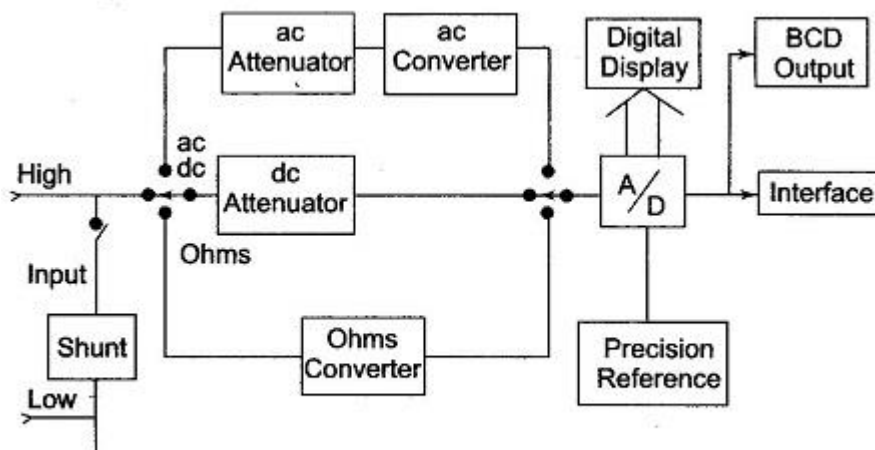 ac
Attenuator
ac
Converter
Digital
Display
BCD
Output
ac
dc
High
dc
Attenuator
A/D
Interface
Ohms
Input
Shunt
Ohms
Converter
Precision
Reference
Low